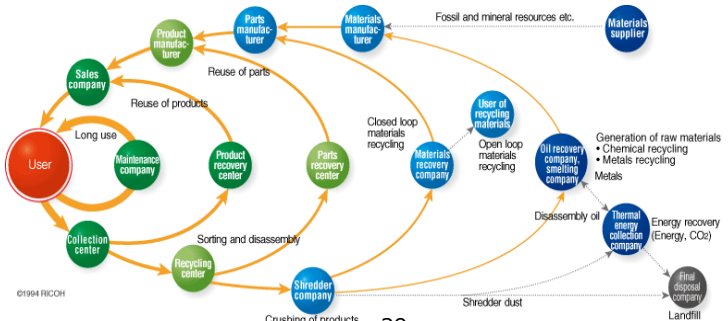 Fossil and mineral resources etc.
Materials
supplier
Materials
manufac-
turer
Parts
manufac-
turer
Product
manufac-
turer
Sales
company
Reuse of parts
Reuse of products
Long use
User
Maintenance
company
Product
recovery
center
Parts
recovery
center
Closed loop
materials
recycling
Materials
recovery
company
User of
recycling
materials
Open loop
materials
recycling
Oil recovery
company,
smelting
company
Generation of raw materials
• Chemical recycling
• Metals recycling
Metals
Disassembly oil
Thermal
energy
collection
company
Energy recovery
(Energy, CO2)
Collection
center
Sorting and disassembly
Recycling
center
Shredder
company
Shredder dust
Final
disposal
company
Landfill
©1994 RICOH
Crushing of products